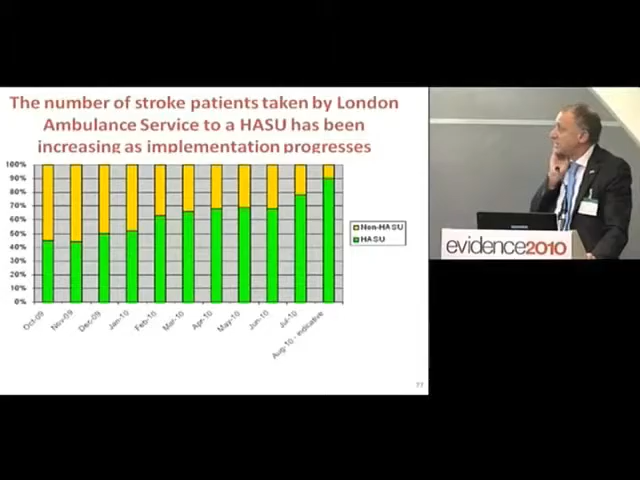 The number of stroke patients taken by London
Ambulance Service to a HASU has been
increasing as implementation progresses
100%
90%
80%
70%
60%
50%
40%
30%
20%
10%
0%
Oct-09
Nov-09
Dec-09
Jan-10
Feb-10
Mar-10
Apr-10
May-10
Jun-10
Jul-10
Aug-10 - indicative
Non-HASU
HASU
77
evidence2010